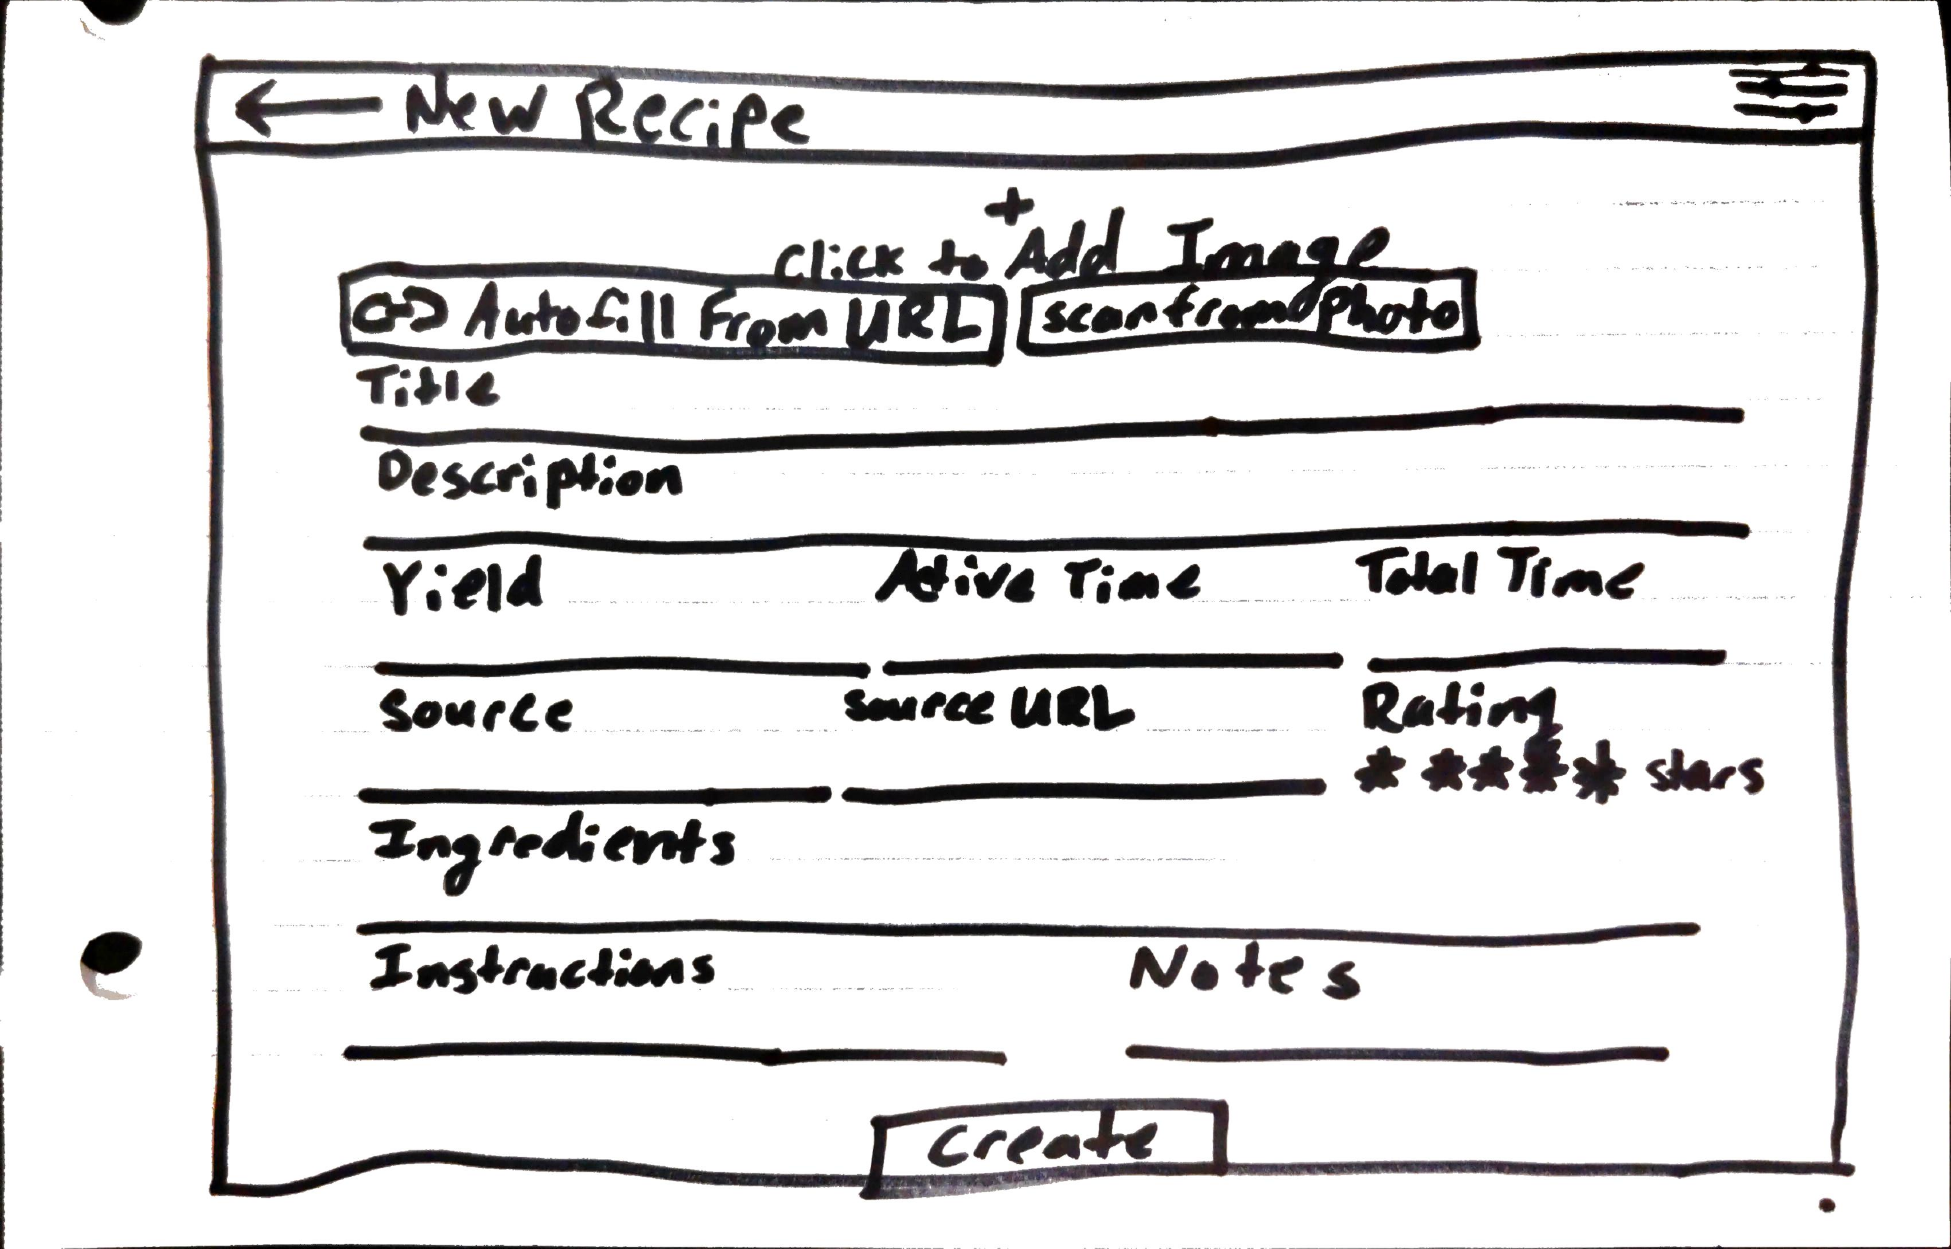 New Recipe
+
Click to Add Image
Autofill From URL
scan from photo
Title
Description
Yield
Active Time
Total Time
Source
Source URL
Rating
***** stars
Ingredients
Instructions
Notes
Create